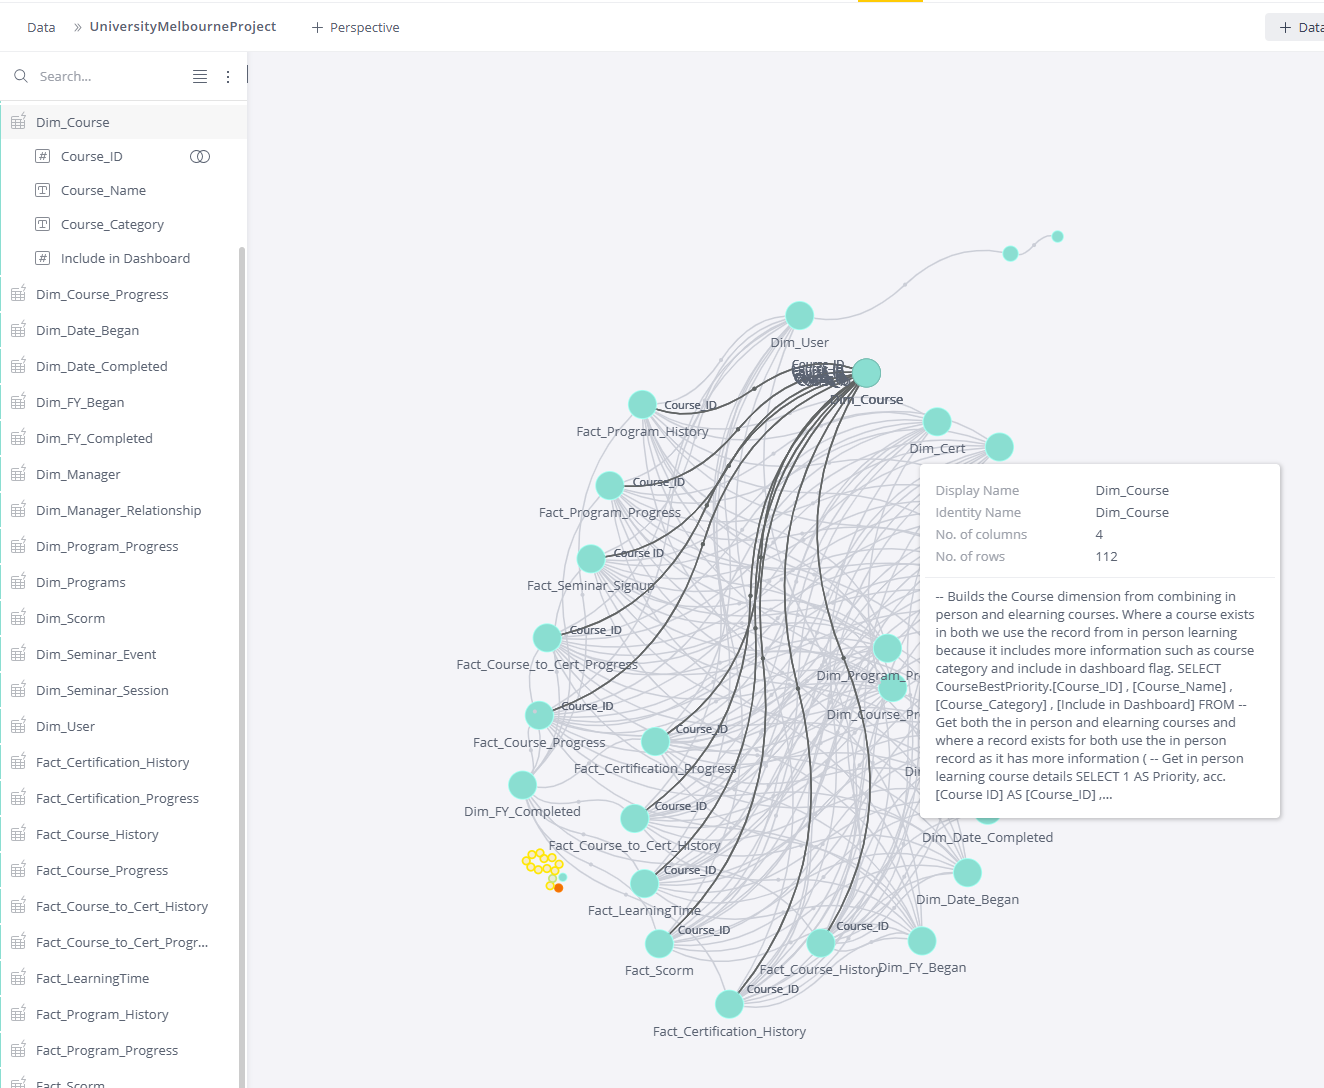 Data » UniversityMelbourneProject + Perspective
+ Data
Search...
Dim_Course
# Course_ID
T Course_Name
T Course_Category
# Include in Dashboard
Dim_Course_Progress
Dim_Date_Began
Dim_Date_Completed
Dim_FY_Began
Dim_FY_Completed
Dim_Manager
Dim_Manager_Relationship
Dim_Program_Progress
Dim_Programs
Dim_Scorm
Dim_Seminar_Event
Dim_Seminar_Session
Dim_User
Fact_Certification_History
Fact_Certification_Progress
Fact_Course_History
Fact_Course_Progress
Fact_Course_to_Cert_History
Fact_Course_to_Cert_Progr...
Fact_LearningTime
Fact_Program_History
Fact_Program_Progress
Fact_Scorm
Dim_User
Course_ID
Dim_Course
Course_ID
Fact_Program_History
Dim_Cert
Course_ID
Fact_Program_Progress
Course_ID
Fact_Seminar_Signup
Course_ID
Fact_Course_to_Cert_Progress
Dim_Program_Pr
Course_ID
Dim_Course_Pr
Fact_Course_Progress
Course_ID
Fact_Certification_Progress
Course_ID
Dim_FY_Completed
Dim_Date_Completed
Fact_Course_to_Cert_History
Course_ID
Dim_Date_Began
Fact_LearningTime
Course_ID
Course_ID
Fact_Scorm
Fact_Course_History
Dim_FY_Began
Course_ID
Fact_Certification_History
Display Name Dim_Course
Identity Name Dim_Course
No. of columns 4
No. of rows 112
-- Builds the Course dimension from combining in
person and elearning courses. Where a course exists
in both we use the record from in person learning
because it includes more information such as course
category and include in dashboard flag. SELECT
CourseBestPriority.[Course_ID] , [Course_Name] ,
[Course_Category] , [Include in Dashboard] FROM --
Get both the in person and elearning courses and
where a record exists for both use the in person
record as it has more information ( -- Get in person
learning course details SELECT 1 AS Priority, acc.
[Course ID] AS [Course_ID] ,...